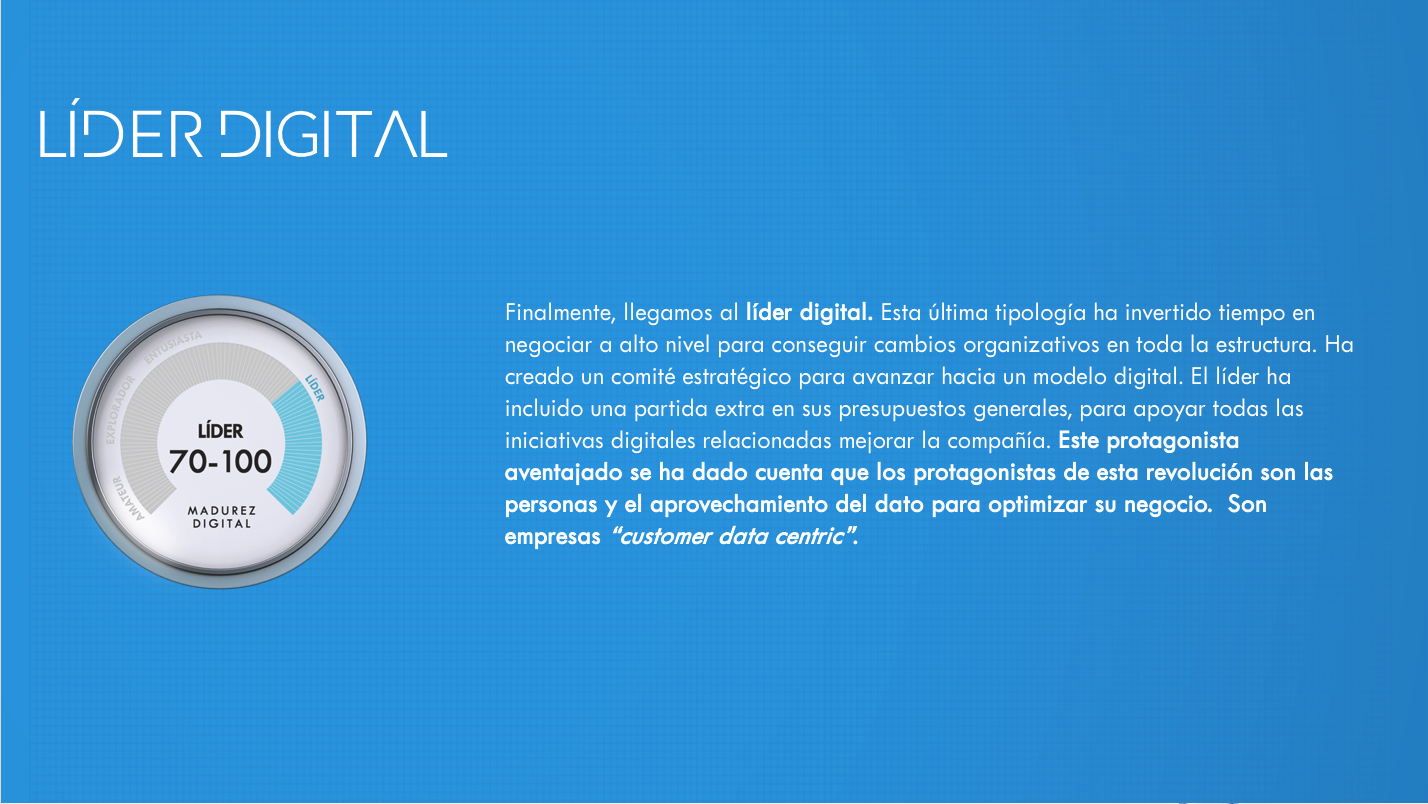 LÍDER DIGITAL
ENTUSIASTA
LÍDER
EXPLORADOR
AMATEUR
LÍDER
70-100
MADUREZ
DIGITAL
Finalmente, llegamos al líder digital. Esta última tipología ha invertido tiempo en
negociar a alto nivel para conseguir cambios organizativos en toda la estructura. Ha
creado un comité estratégico para avanzar hacia un modelo digital. El líder ha
incluido una partida extra en sus presupuestos generales, para apoyar todas las
iniciativas digitales relacionadas mejorar la compañía. Este protagonista
aventajado se ha dado cuenta que los protagonistas de esta revolución son las
personas y el aprovechamiento del dato para optimizar su negocio.  Son
empresas “customer data centric”.